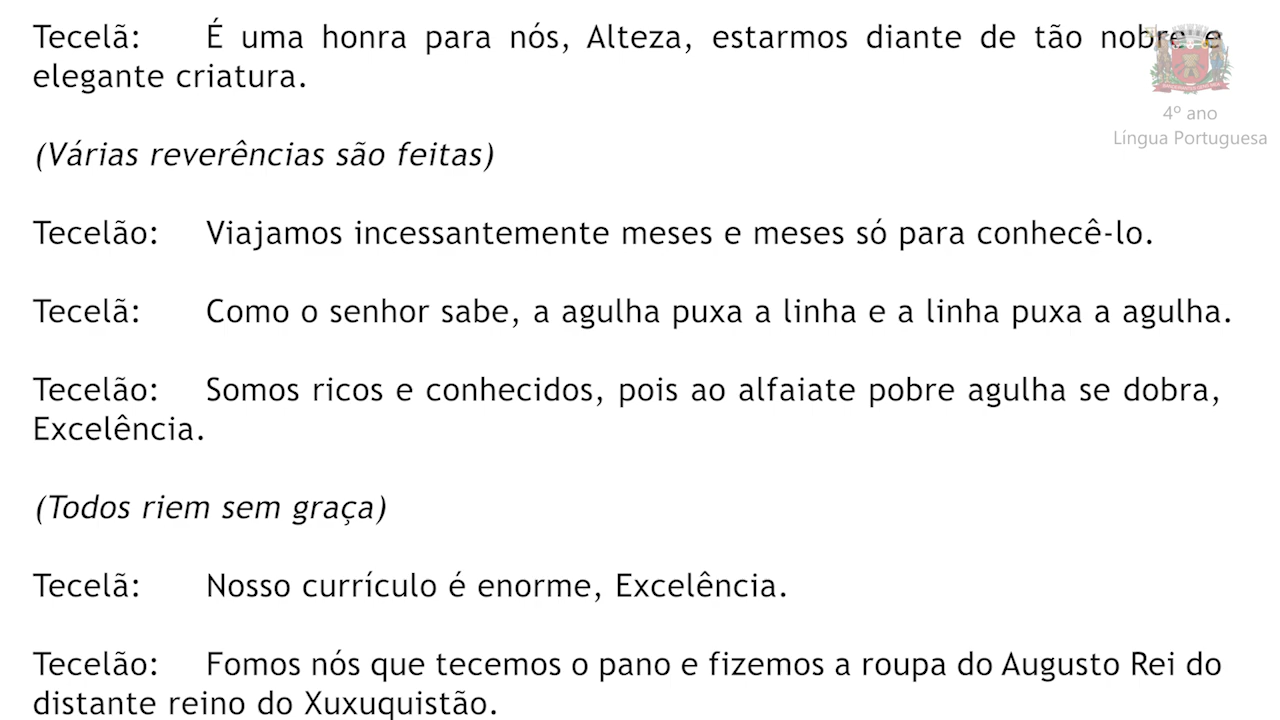 Tecelã: É uma honra para nós, Alteza, estarmos diante de tão nobre e
elegante criatura.
4º ano
Língua Portuguesa
(Várias reverências são feitas)
Tecelão: Viajamos incessantemente meses e meses só para conhecê-lo.
Tecelã: Como o senhor sabe, a agulha puxa a linha e a linha puxa a agulha.
Tecelão: Somos ricos e conhecidos, pois ao alfaiate pobre agulha se dobra,
Excelência.
(Todos riem sem graça)
Tecelã: Nosso currículo é enorme, Excelência.
Tecelão: Fomos nós que tecemos o pano e fizemos a roupa do Augusto Rei do
distante reino do Xuxuquistão.